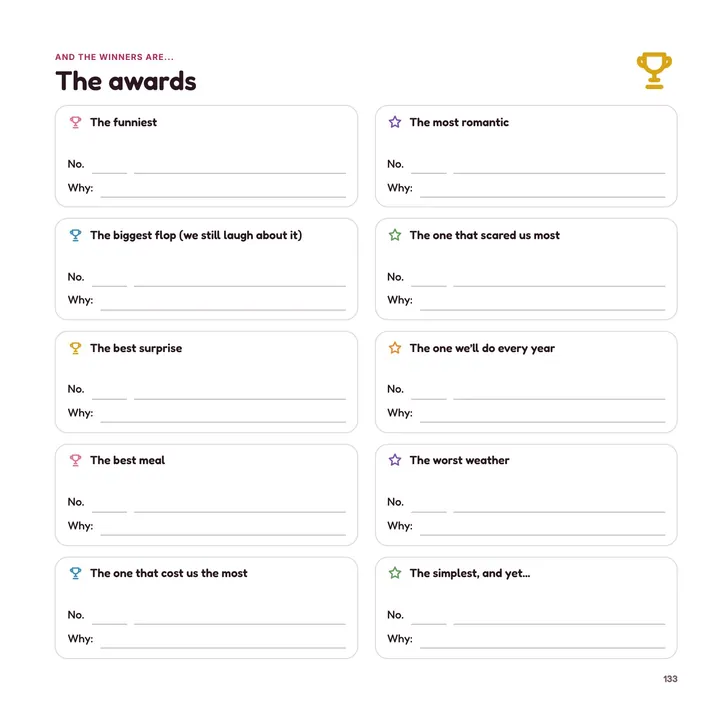 AND THE WINNERS ARE...
The awards
The funniest
No.
Why:
The most romantic
No.
Why:
The biggest flop (we still laugh about it)
No.
Why:
The one that scared us most
No.
Why:
The best surprise
No.
Why:
The one we'll do every year
No.
Why:
The best meal
No.
Why:
The worst weather
No.
Why:
The one that cost us the most
No.
Why:
The simplest, and yet...
No.
Why:
133